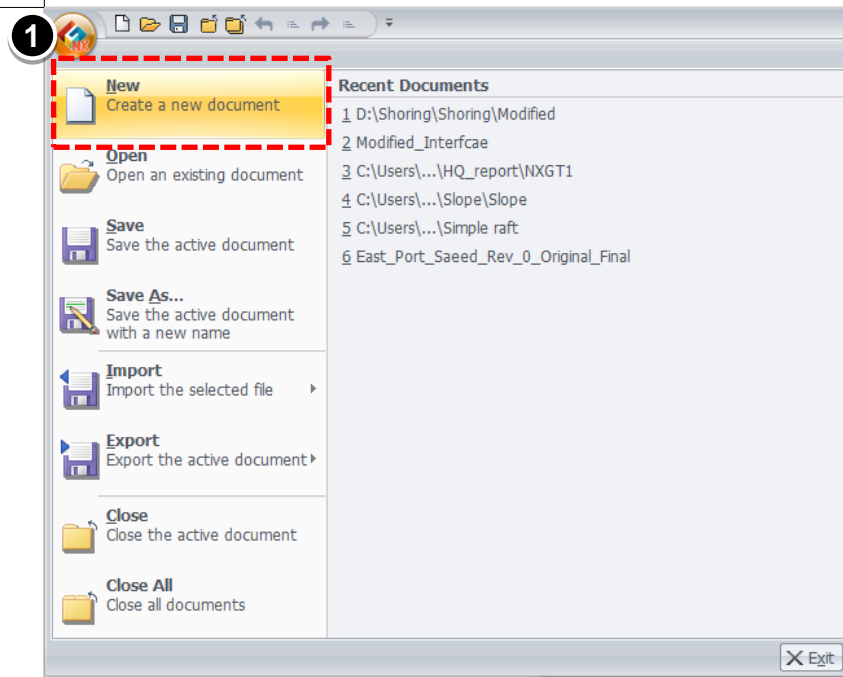 1
NX
New
Create a new document
Open
Open an existing document
Save
Save the active document
Save As...
Save the active document
with a new name
Import
Import the selected file
Export
Export the active document
Close
Close the active document
Close All
Close all documents
Recent Documents
1 D:\Shoring\Shoring\Modified
2 Modified_Interfcae
3 C:\Users\...\HQ_report\NXGT1
4 C:\Users\...\Slope\Slope
5 C:\Users\...\Simple raft
6 East_Port_Saeed_Rev_0_Original_Final
Exit